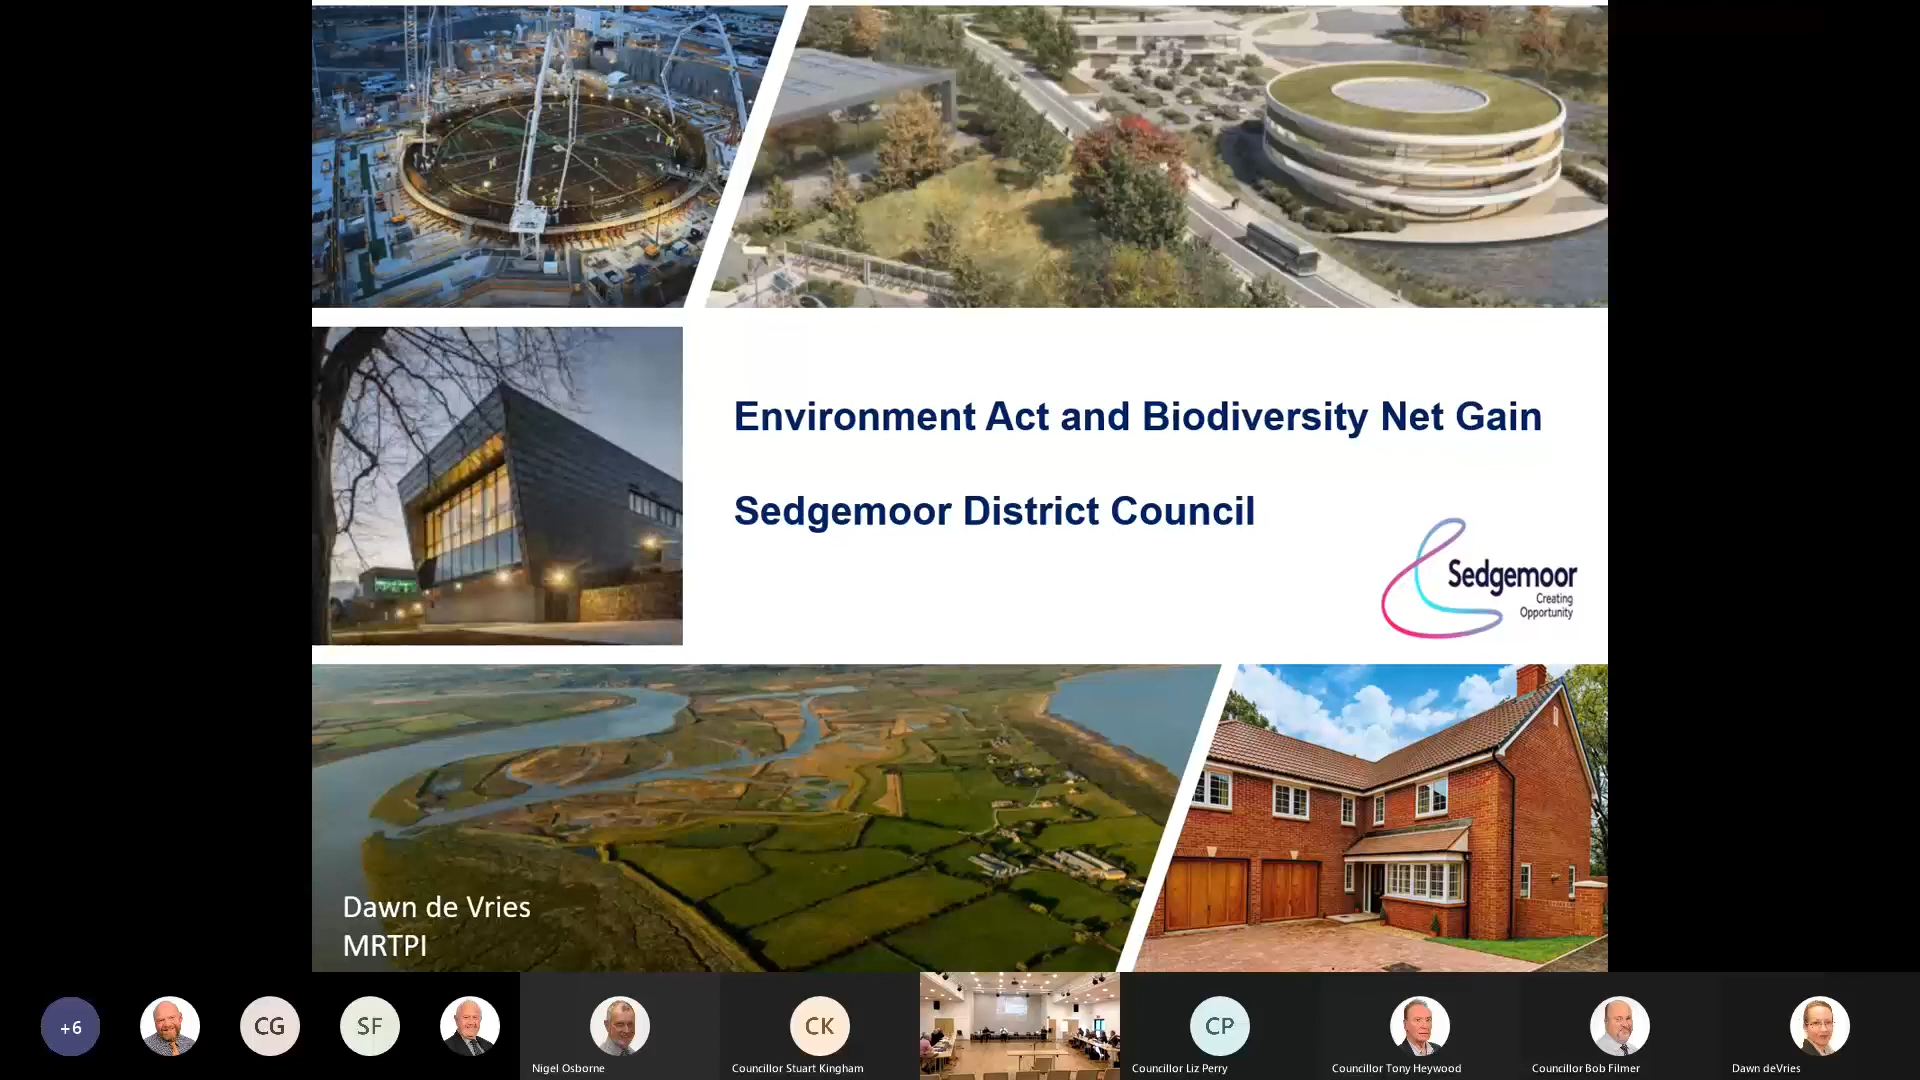 Environment Act and Biodiversity Net Gain
Sedgemoor District Council
Sedgemoor
Creating
Opportunity
Dawn de Vries
MRTPI
+6
CG
SF
Nigel Osborne
CK
Councillor Stuart Kingham
CP
Councillor Liz Perry
Councillor Tony Heywood
Councillor Bob Filmer
Dawn deVries